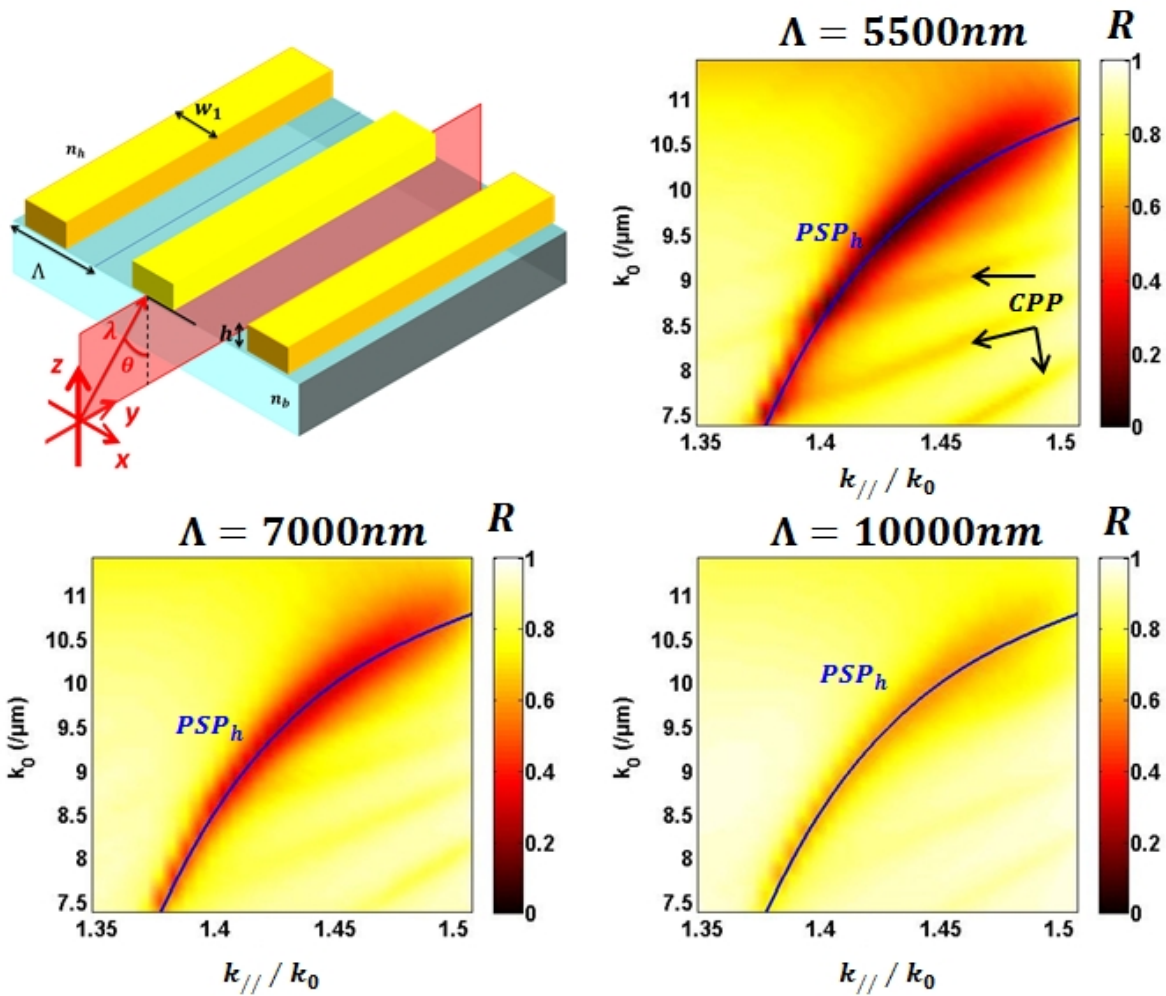 w₁
nₕ
Λ
λ
θ
h
n_b
z
y
x
Λ = 5500nm
R
k₀ (/µm)
11
10.5
10
9.5
9
8.5
8
7.5
PSPₕ
CPP
1.35
1.4
1.45
1.5
k_// / k₀
1
0.8
0.6
0.4
0.2
0
Λ = 7000nm
R
k₀ (/µm)
11
10.5
10
9.5
9
8.5
8
7.5
PSPₕ
1.35
1.4
1.45
1.5
k_// / k₀
1
0.8
0.6
0.4
0.2
0
Λ = 10000nm
R
k₀ (/µm)
11
10.5
10
9.5
9
8.5
8
7.5
PSPₕ
1.35
1.4
1.45
1.5
k_// / k₀
1
0.8
0.6
0.4
0.2
0